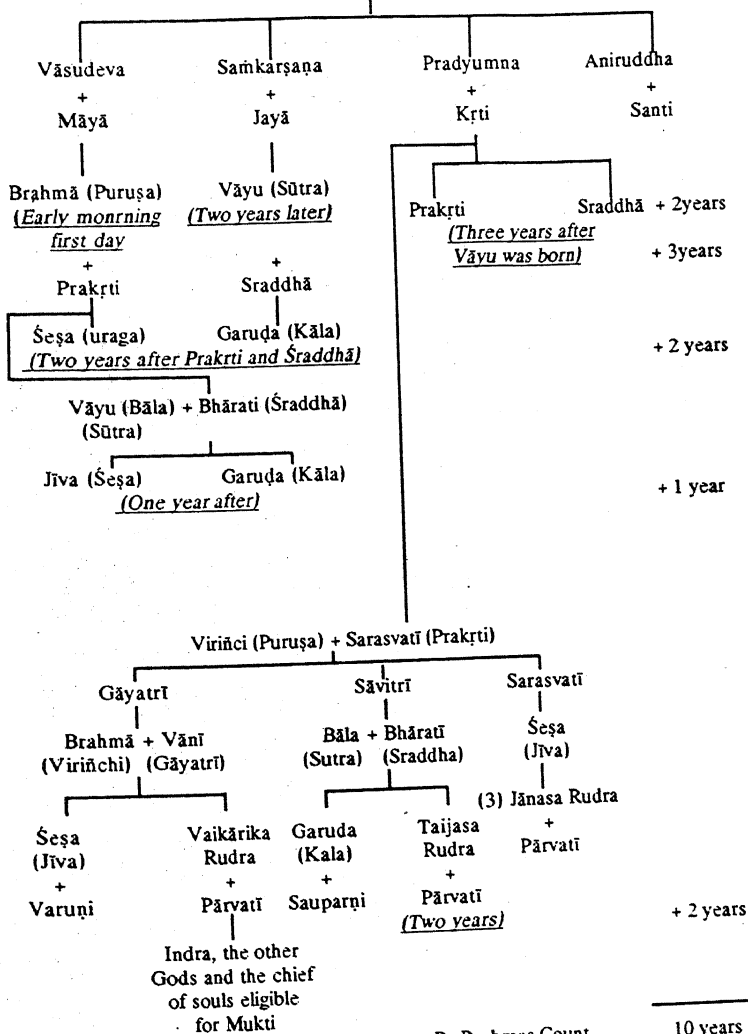 Vāsudeva Saṁkarṣaṇa Pradyumna Aniruddha
+ + + +
Māyā Jayā Kṛti Santi
Brahmā (Puruṣa) Vāyu (Sūtra) Prakṛti Sraddhā + 2years
(Early monrning (Two years later) (Three years after
first day Vāyu was born) + 3years
+ +
Prakṛti Sraddhā
Śeṣa (uraga) Garuḍa (Kāla) + 2 years
(Two years after Prakrti and Śraddhā)
Vāyu (Bāla) + Bhārati (Śraddhā)
(Sūtra)
Jīva (Śeṣa) Garuḍa (Kāla) + 1 year
(One year after)
Viriñci (Puruṣa) + Sarasvatī (Prakṛti)
Gāyatrī Sāvitrī Sarasvatī
Brahmā + Vānī Bāla + Bhāratī Śeṣa
(Viriñchi) (Gāyatrī) (Sutra) (Sraddha) (Jīva)
(3) Jānasa Rudra
Śeṣa Vaikārika Garuda Taijasa +
(Jīva) Rudra (Kala) Rudra Pārvatī
+ + + +
Varuṇi Pārvatī Sauparṇi Pārvatī + 2 years
(Two years)
Indra, the other
Gods and the chief
of souls eligible
for Mukti
Count 10 years